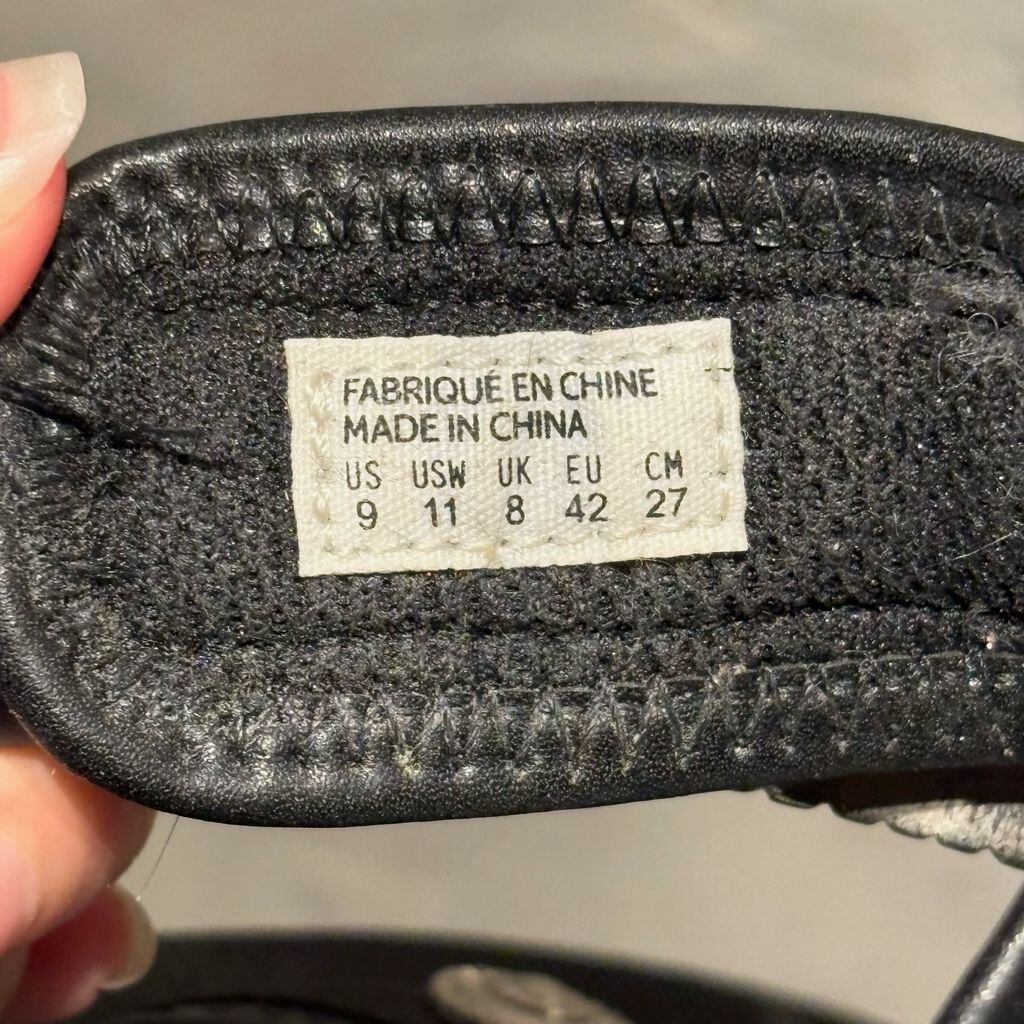 FABRIQUÉ EN CHINE
MADE IN CHINA
US USW UK EU CM
9 11 8 42 27